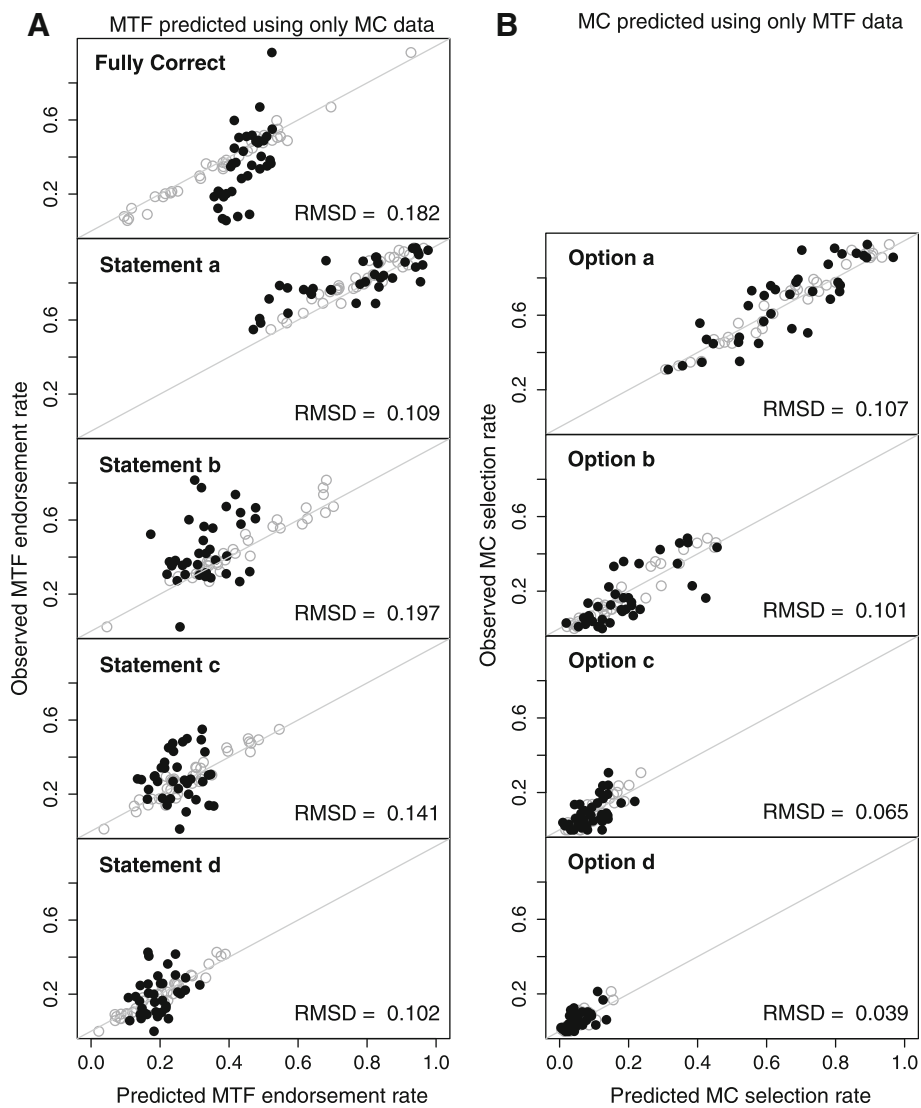 A
MTF predicted using only MC data
Observed MTF endorsement rate
Fully Correct
0.6
0.2
RMSD = 0.182
Statement a
0.6
0.2
RMSD = 0.109
Statement b
0.6
0.2
RMSD = 0.197
Statement c
0.6
0.2
RMSD = 0.141
Statement d
0.6
0.2
RMSD = 0.102
0.0 0.2 0.4 0.6 0.8 1.0
Predicted MTF endorsement rate
B
MC predicted using only MTF data
Observed MC selection rate
Option a
0.6
0.2
RMSD = 0.107
Option b
0.6
0.2
RMSD = 0.101
Option c
0.6
0.2
RMSD = 0.065
Option d
0.6
0.2
RMSD = 0.039
0.0 0.2 0.4 0.6 0.8 1.0
Predicted MC selection rate